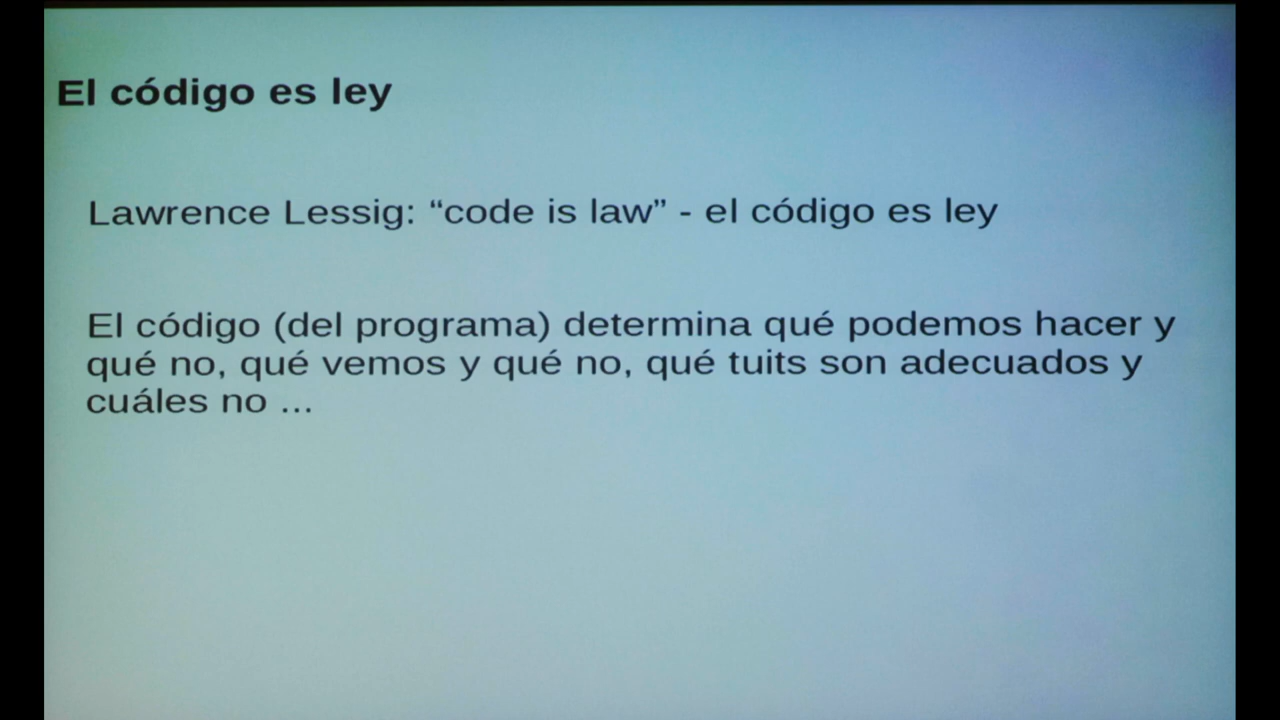 El código es ley
Lawrence Lessig: “code is law” - el código es ley
El código (del programa) determina qué podemos hacer y
qué no, qué vemos y qué no, qué tuits son adecuados y
cuáles no ...